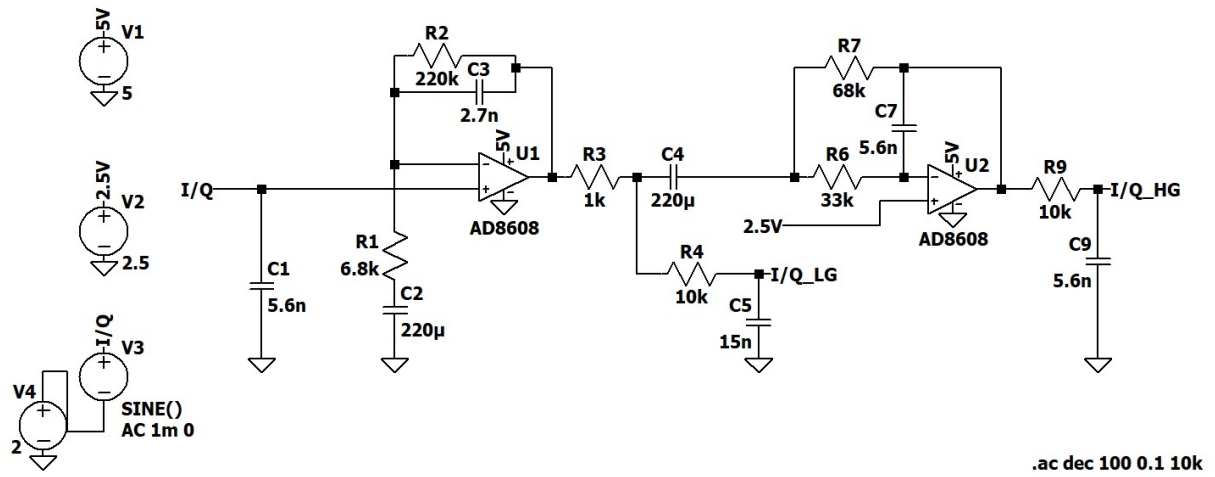 5V
V1
5
2.5V
V2
2.5
I/Q
V3
V4
SINE()
AC 1m 0
2
I/Q
C1
5.6n
R2
220k
C3
2.7n
5V
U1
AD8608
R1
6.8k
C2
220µ
R3
1k
C4
220µ
R4
10k
I/Q_LG
C5
15n
R7
68k
C7
5.6n
R6
33k
2.5V
5V
U2
AD8608
R9
10k
I/Q_HG
C9
5.6n
.ac dec 100 0.1 10k